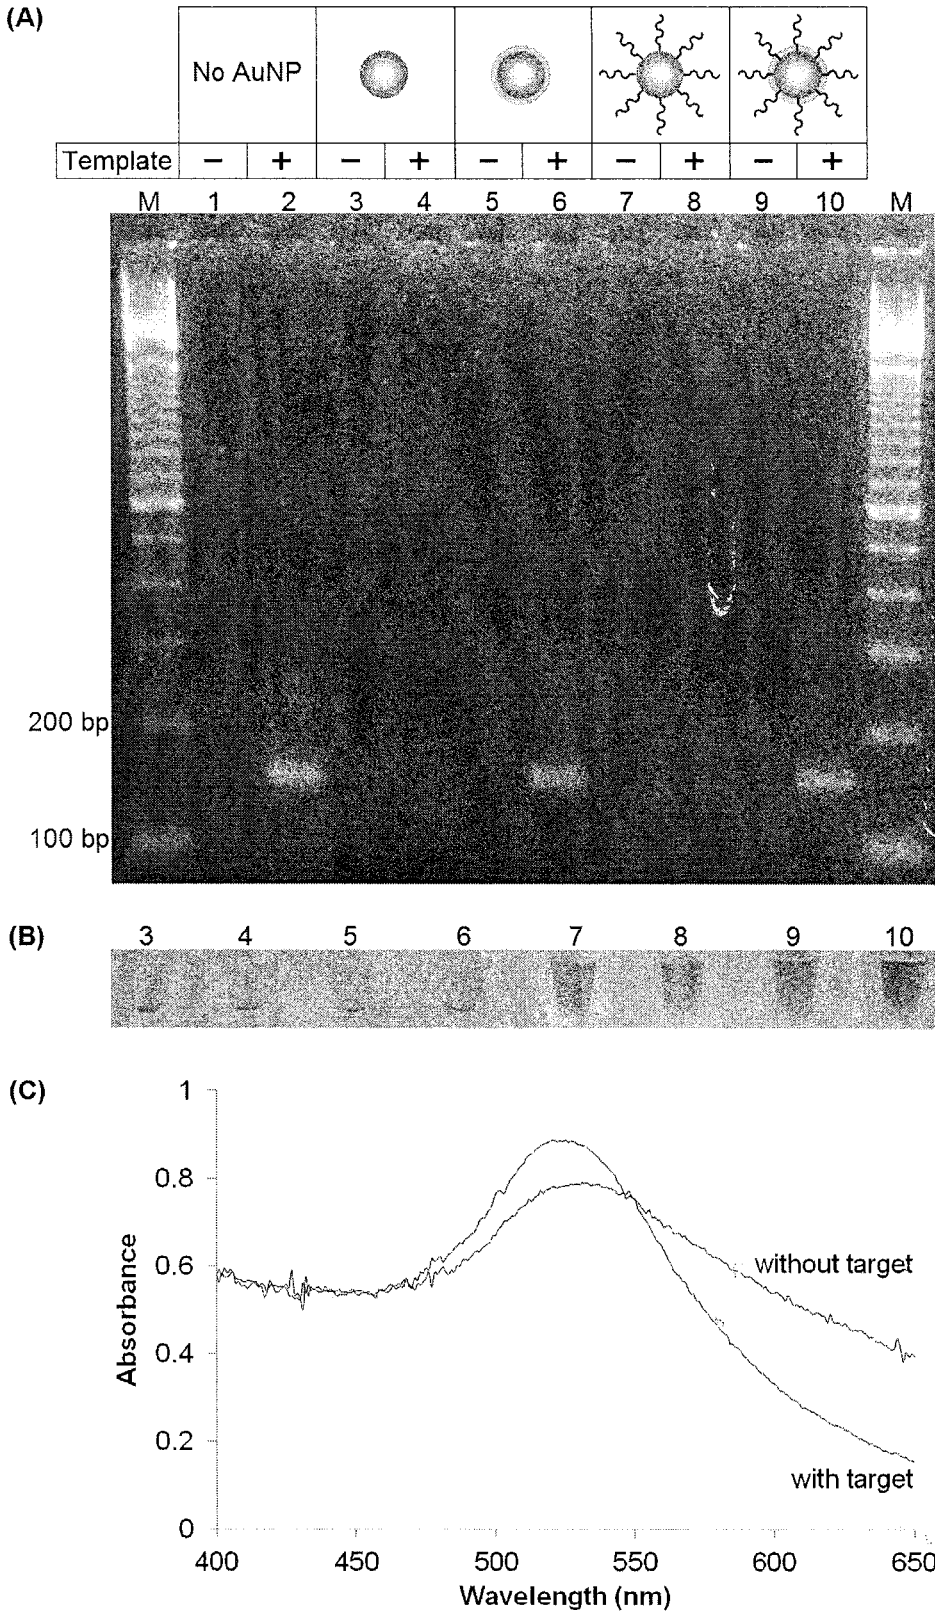 (A)
No AuNP
Template − + − + − + − + − +
M 1 2 3 4 5 6 7 8 9 10 M
200 bp
100 bp
(B) 3 4 5 6 7 8 9 10
(C)
1
0.8
0.6
0.4
0.2
0
Absorbance
without target
with target
400 450 500 550 600 650
Wavelength (nm)